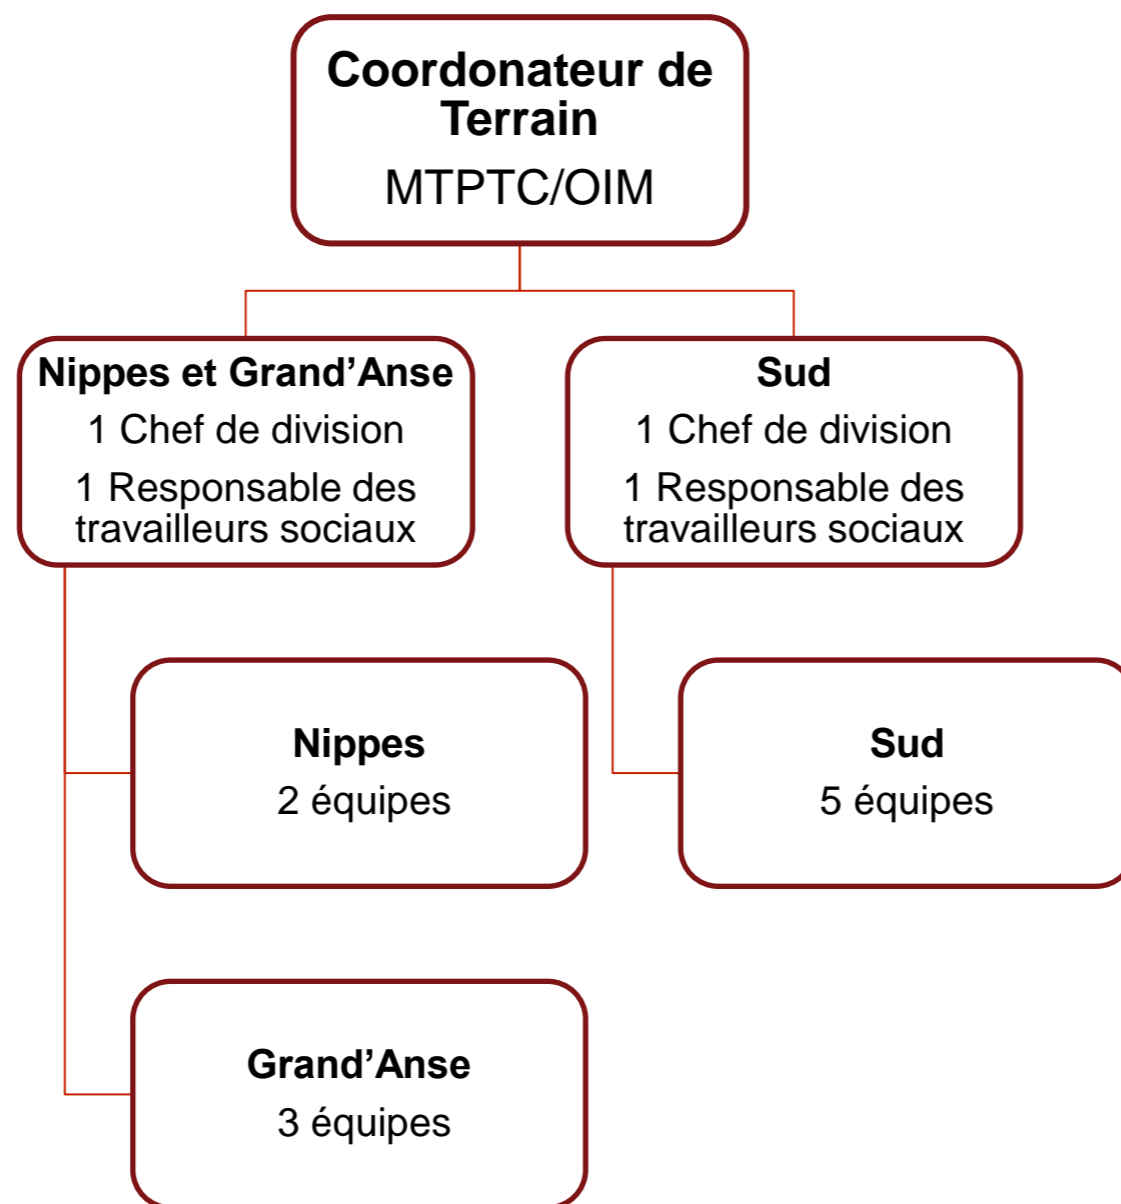 Coordonateur de
Terrain
MTPTC/OIM
Nippes et Grand’Anse
1 Chef de division
1 Responsable des
travailleurs sociaux
Sud
1 Chef de division
1 Responsable des
travailleurs sociaux
Nippes
2 équipes
Sud
5 équipes
Grand’Anse
3 équipes